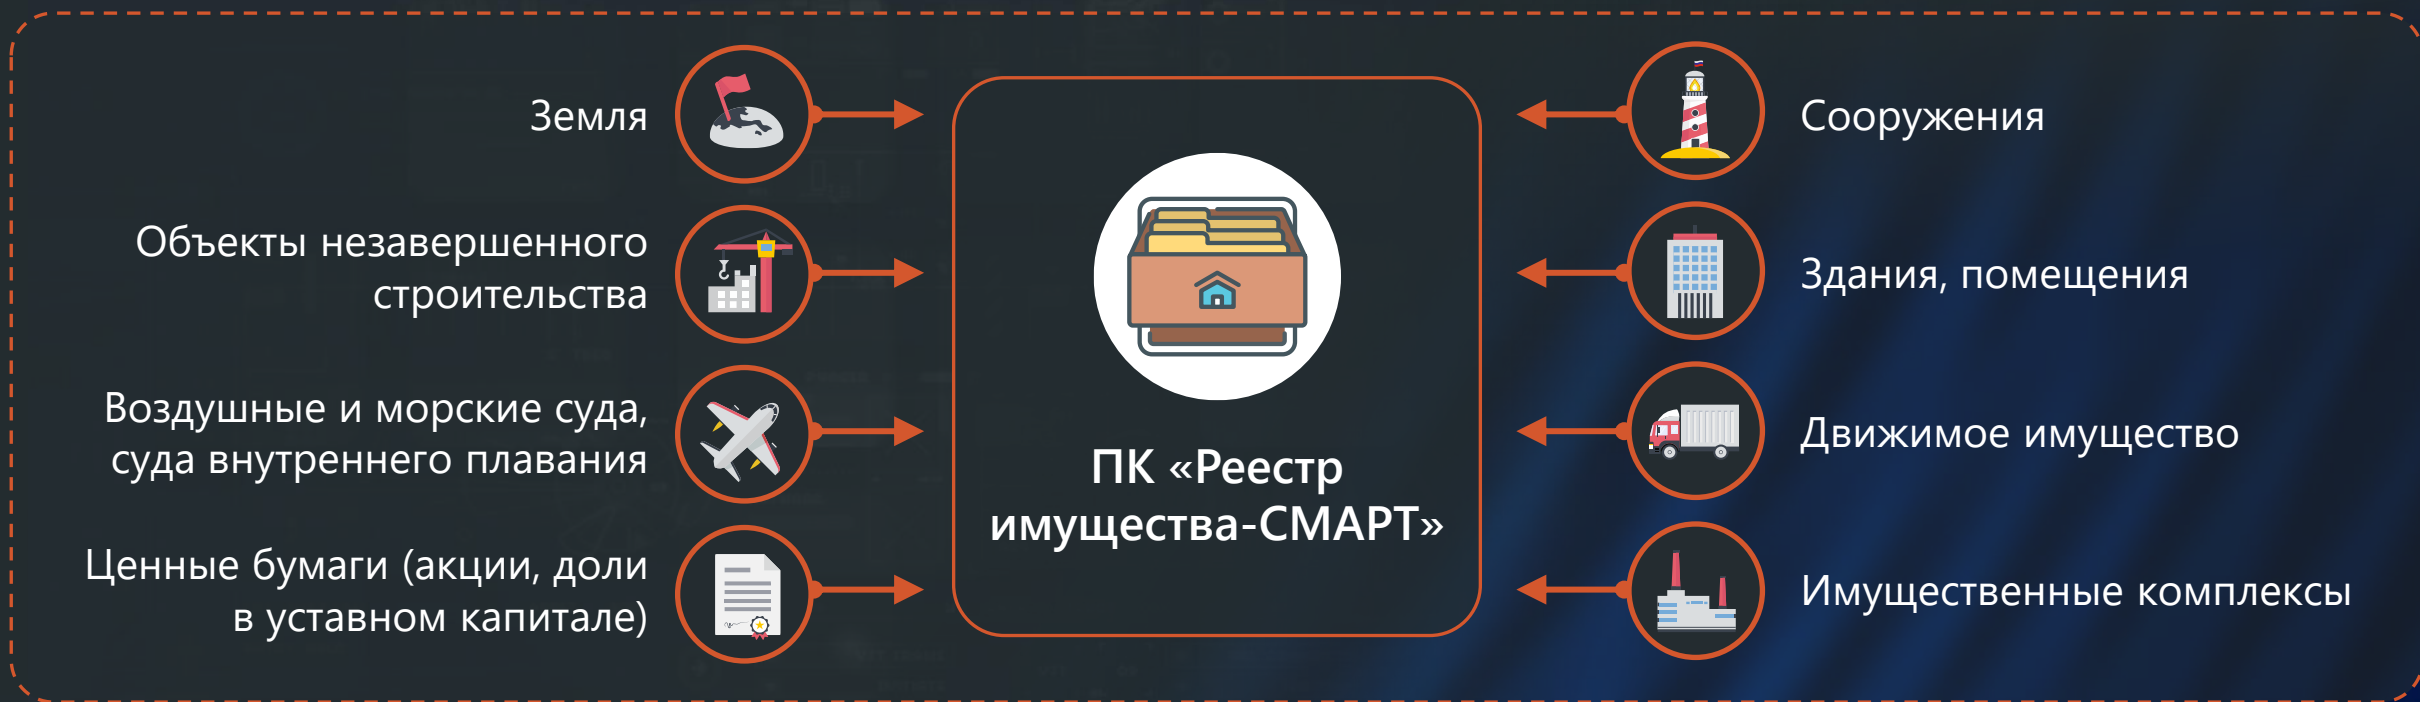 Земля
Объекты незавершенного
строительства
Воздушные и морские суда,
суда внутреннего плавания
Ценные бумаги (акции, доли
в уставном капитале)
ПК «Реестр
имущества-СМАРТ»
Сооружения
Здания, помещения
Движимое имущество
Имущественные комплексы